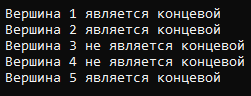 Вершина 1 является концевой
Вершина 2 является концевой
Вершина 3 не является концевой
Вершина 4 не является концевой
Вершина 5 является концевой